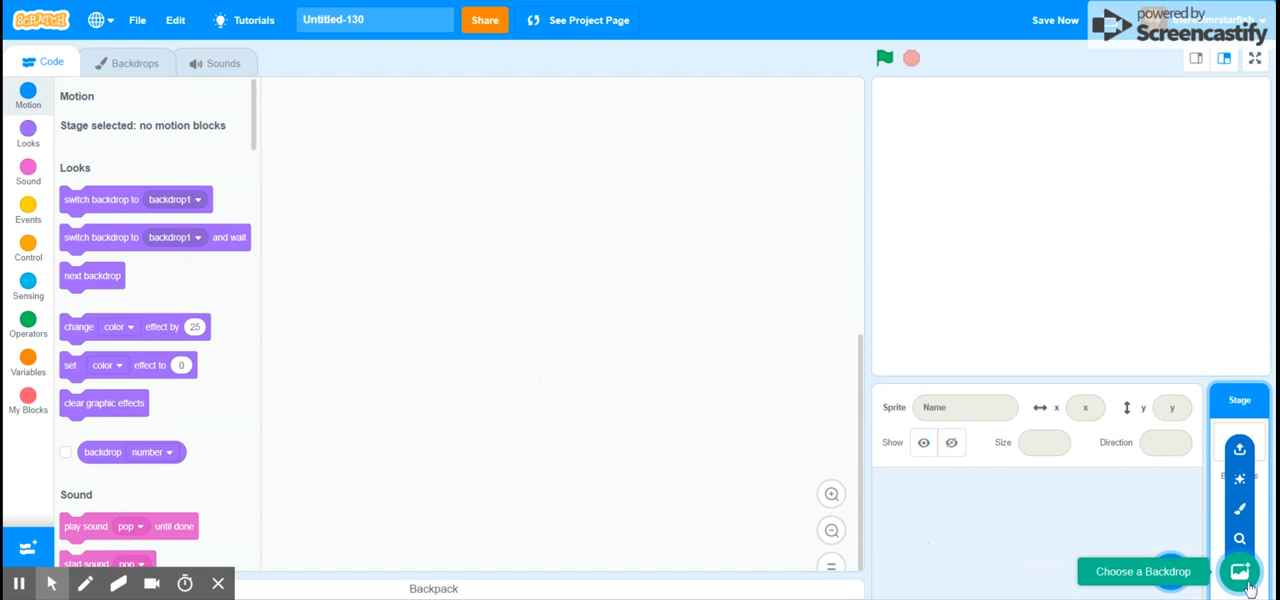 SCRATCH File Edit Tutorials Untitled-130 Share See Project Page Save Now
powered by
Screencastify
Code Backdrops Sounds
Motion
Looks
Sound
Events
Control
Sensing
Operators
Variables
My Blocks
Motion
Stage selected: no motion blocks
Looks
switch backdrop to backdrop1
switch backdrop to backdrop1 and wait
next backdrop
change color effect by 25
set color effect to 0
clear graphic effects
backdrop number
Sound
play sound pop until done
start sound pop
Backpack
Sprite Name x x y y
Show Size Direction
Stage
Choose a Backdrop